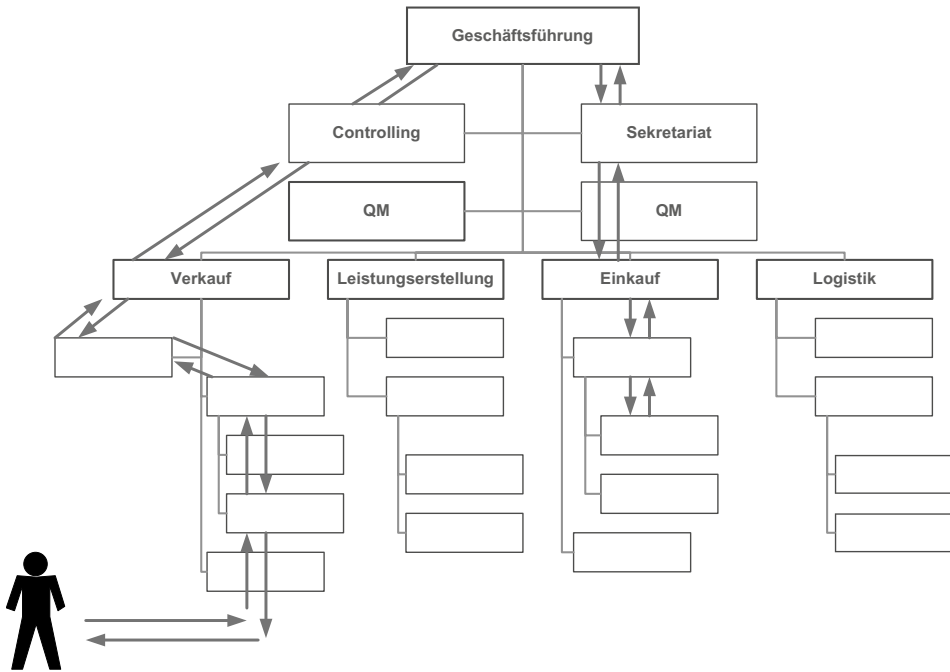 Geschäftsführung
Controlling
Sekretariat
QM
QM
Verkauf
Leistungserstellung
Einkauf
Logistik